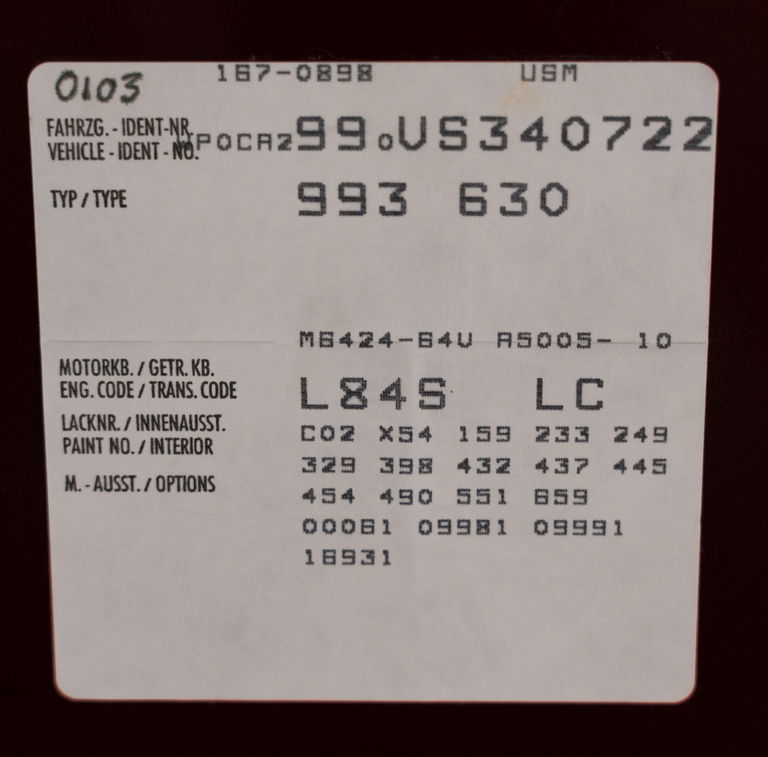 0103 167-0898 USM
FAHRZG. - IDENT-NR.
VEHICLE - IDENT - NO. WP0CA299oUS340722
TYP / TYPE 993 630
M6424-64U A5005- 10
MOTORKB. / GETR. KB.
ENG. CODE / TRANS. CODE L84S LC
LACKNR. / INNENAUSST. C02 X54 159 233 249
PAINT NO. / INTERIOR 329 398 432 437 445
M. - AUSST. / OPTIONS 454 490 551 659
00061 09981 09991
16931